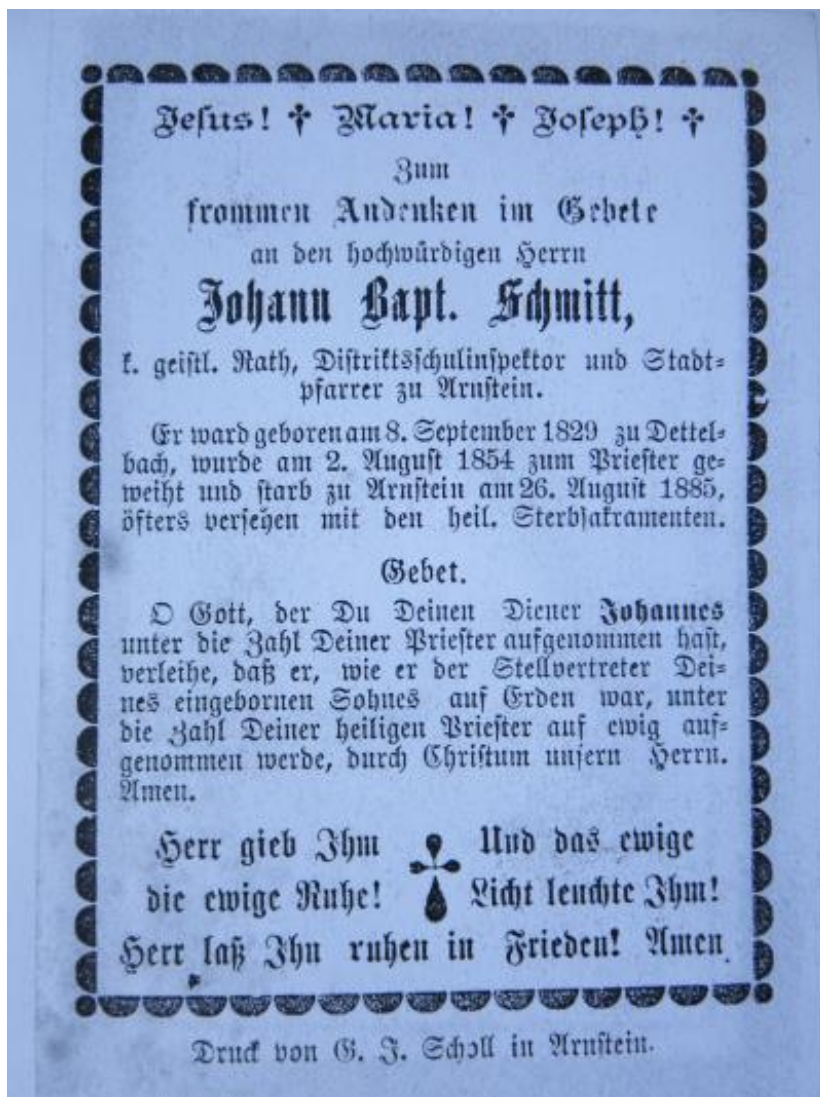 Jesus! † Maria! † Joseph! †
Zum
frommen Andenken im Gebete
an den hochwürdigen Herrn
Johann Bapt. Schmitt,
k. geistl. Rath, Distriktsschulinspektor und Stadt-
pfarrer zu Arnstein.
Er ward geboren am 8. September 1829 zu Dettel-
bach, wurde am 2. August 1854 zum Priester ge-
weiht und starb zu Arnstein am 26. August 1885,
öfters versehen mit den heil. Sterbsakramenten.
Gebet.
O Gott, der Du Deinen Diener Johannes
unter die Zahl Deiner Priester aufgenommen hast,
verleihe, daß er, wie er der Stellvertreter Dei-
nes eingebornen Sohnes auf Erden war, unter
die Zahl Deiner heiligen Priester auf ewig auf-
genommen werde, durch Christum unsern Herrn.
Amen.
Herr gieb Ihm
die ewige Ruhe!
Und das ewige
Licht leuchte Ihm!
Herr laß Ihn ruhen in Frieden! Amen.
Druck von G. J. Scholl in Arnstein.